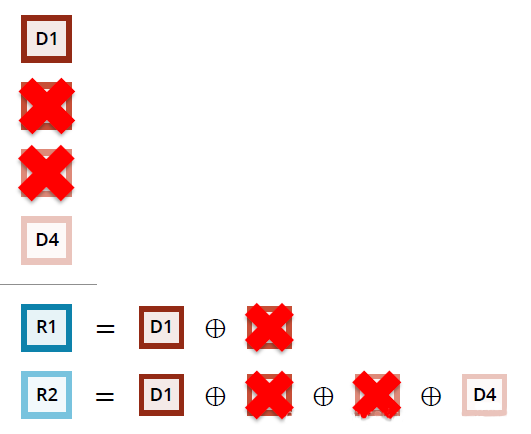 D1
D4
R1 = D1 ⊕
R2 = D1 ⊕ ⊕ ⊕ D4